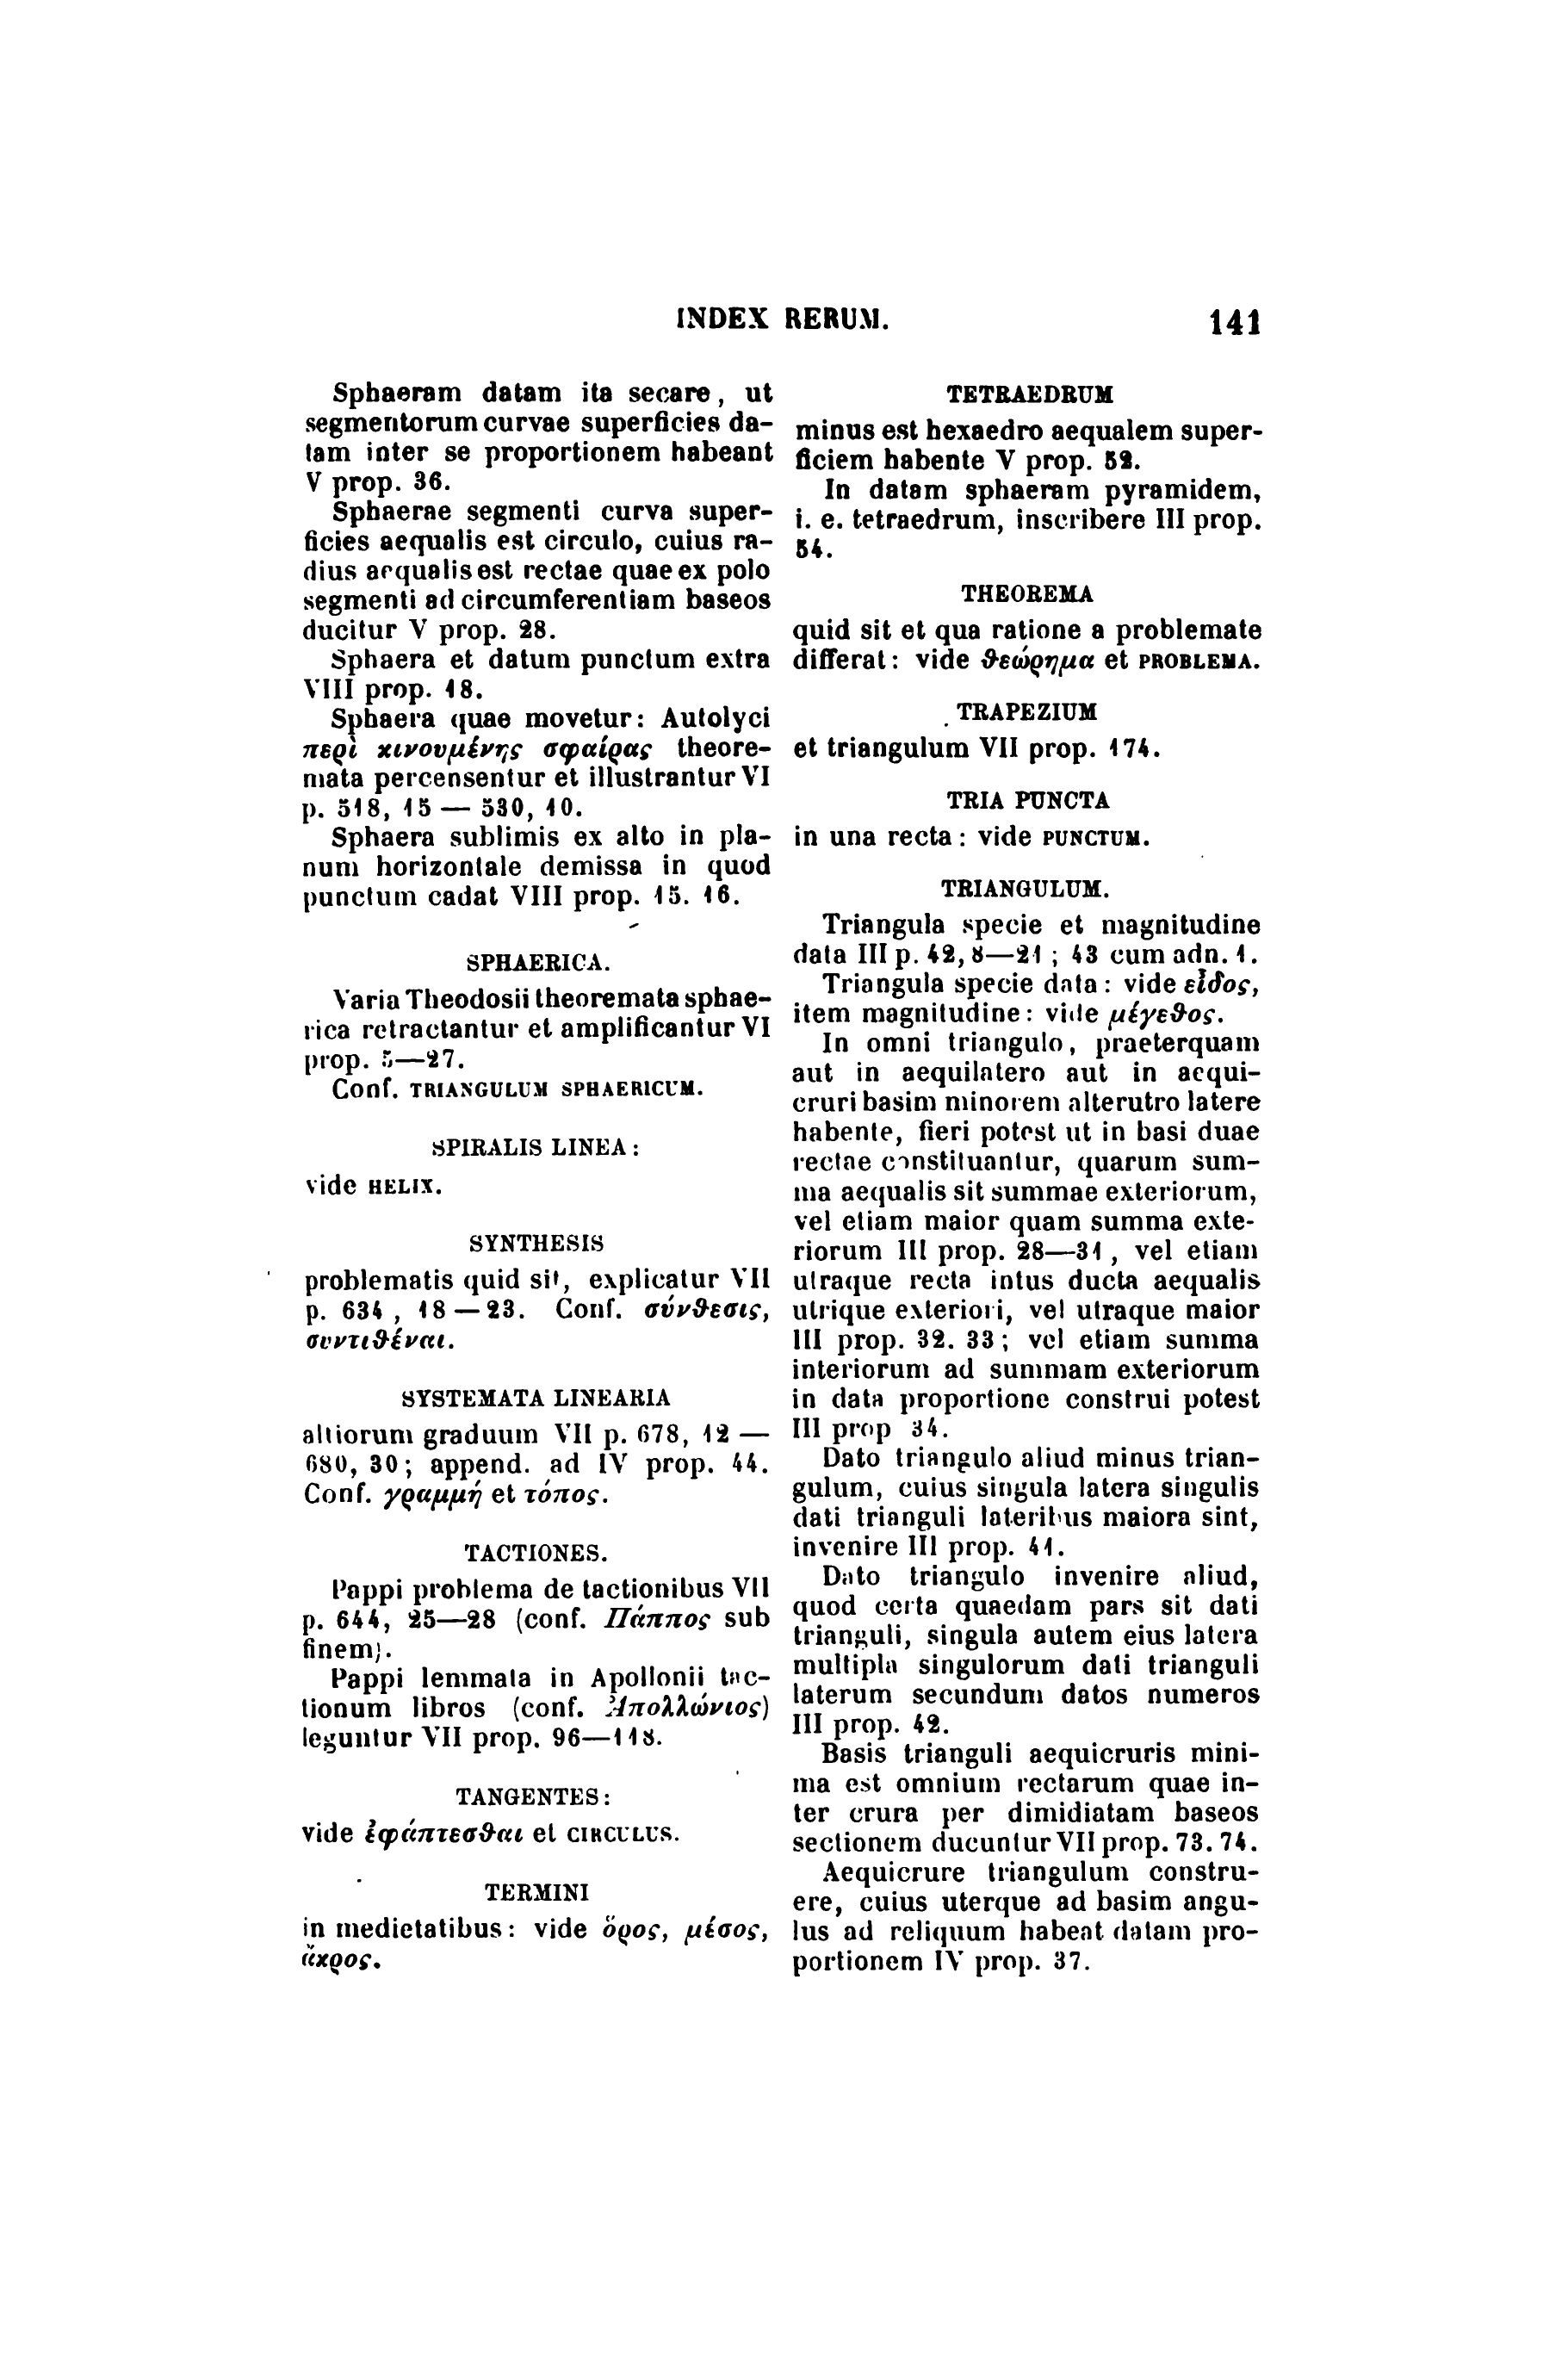 INDEX RERUM.
141
Sphaeram datam ita secare, ut
segmentorum curvae superficies da-
tam inter se proportionem habeant
V prop. 36.
Sphaerae segmenti curva super-
ficies aequalis est circulo, cuius ra-
dius aequalis est rectae quae ex polo
segmenti ad circumferentiam baseos
ducitur V prop. 28.
Sphaera et datum punctum extra
VIII prop. 18.
Sphaera quae movetur: Autolyci
περὶ κινουμένης σφαίρας theore-
mata percensentur et illustrantur VI
p. 518, 15 — 530, 10.
Sphaera sublimis ex alto in pla-
num horizontale demissa in quod
punctum cadat VIII prop. 15. 16.
SPHAERICA.
Varia Theodosii theoremata sphae-
rica retractantur et amplificantur VI
prop. 5—27.
Conf. TRIANGULUM SPHAERICUM.
SPIRALIS LINEA:
vide HELIX.
SYNTHESIS
problematis quid sit, explicatur VII
p. 634, 18 — 23. Conf. σύνθεσις,
συντιθέναι.
SYSTEMATA LINEARIA
altiorum graduum VII p. 678, 12 —
680, 30; append. ad IV prop. 44.
Conf. γραμμή et τόπος.
TACTIONES.
Pappi problema de tactionibus VII
p. 644, 25—28 (conf. Πάππος sub
finem).
Pappi lemmata in Apollonii tac-
tionum libros (conf. Ἀπολλώνιος)
leguntur VII prop. 96—118.
TANGENTES:
vide ἐφάπτεσθαι et CIRCULUS.
TERMINI
in medietatibus: vide ὅρος, μέσος,
ἄκρος.
TETRAEDRUM
minus est hexaedro aequalem super-
ficiem habente V prop. 52.
In datam sphaeram pyramidem,
i. e. tetraedrum, inscribere III prop.
54.
THEOREMA
quid sit et qua ratione a problemate
differat: vide θεώρημα et PROBLEMA.
TRAPEZIUM
et triangulum VII prop. 174.
TRIA PUNCTA
in una recta: vide PUNCTUM.
TRIANGULUM.
Triangula specie et magnitudine
data III p. 42, 8—21; 43 cum adn. 1.
Triangula specie data: vide εἶδος,
item magnitudine: vide μέγεθος.
In omni triangulo, praeterquam
aut in aequilatero aut in aequi-
cruri basim minorem alterutro latere
habente, fieri potest ut in basi duae
rectae constituantur, quarum sum-
ma aequalis sit summae exteriorum,
vel etiam maior quam summa exte-
riorum III prop. 28—31, vel etiam
utraque recta intus ducta aequalis
utrique exteriori, vel utraque maior
III prop. 32. 33; vel etiam summa
interiorum ad summam exteriorum
in data proportione construi potest
III prop 34.
Dato triangulo aliud minus trian-
gulum, cuius singula latera singulis
dati trianguli lateribus maiora sint,
invenire III prop. 41.
Dato triangulo invenire aliud,
quod certa quaedam pars sit dati
trianguli, singula autem eius latera
multipla singulorum dati trianguli
laterum secundum datos numeros
III prop. 42.
Basis trianguli aequicruris mini-
ma est omnium rectarum quae in-
ter crura per dimidiatam baseos
sectionem ducuntur VII prop. 73. 74.
Aequicrure triangulum constru-
ere, cuius uterque ad basim angu-
lus ad reliquum habeat datam pro-
portionem IV prop. 37.